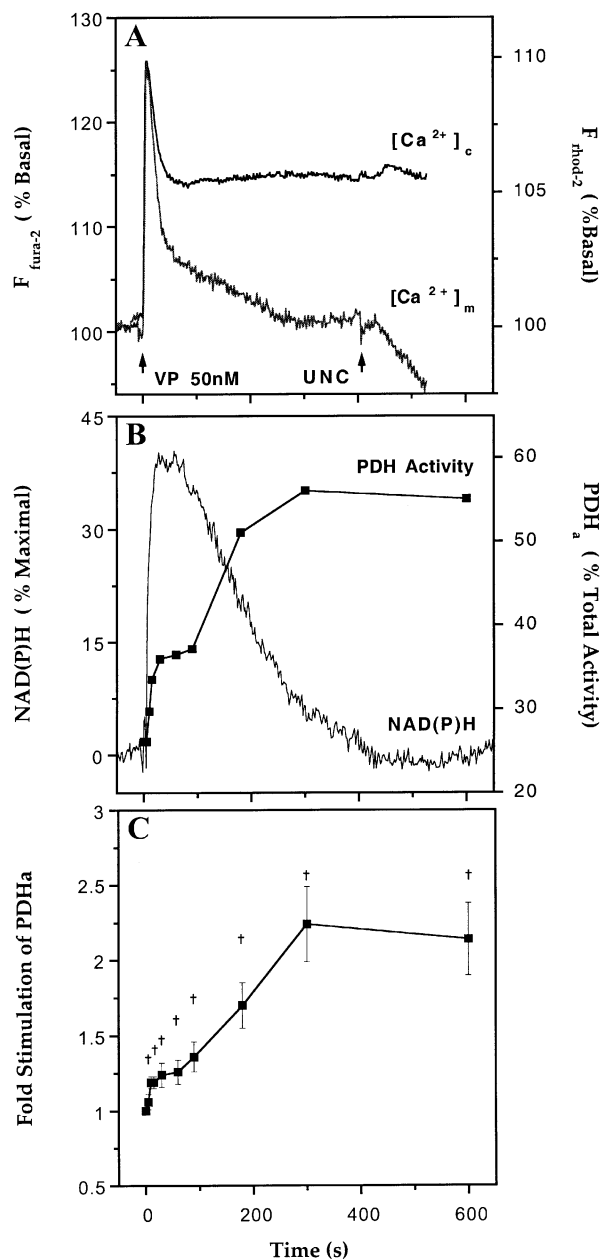 A
130
120
110
100
F fura-2 ( % Basal)
110
105
100
F rhod-2 ( %Basal)
[Ca 2+ ] c
[Ca 2+ ] m
VP 50nM
UNC
B
45
30
15
0
NAD(P)H ( % Maximal)
60
50
40
30
20
PDH a ( % Total Activity)
PDH Activity
NAD(P)H
C
3
2.5
2
1.5
1
0.5
Fold Stimulation of PDHa
† † † † † † † †
0 200 400 600
Time (s)